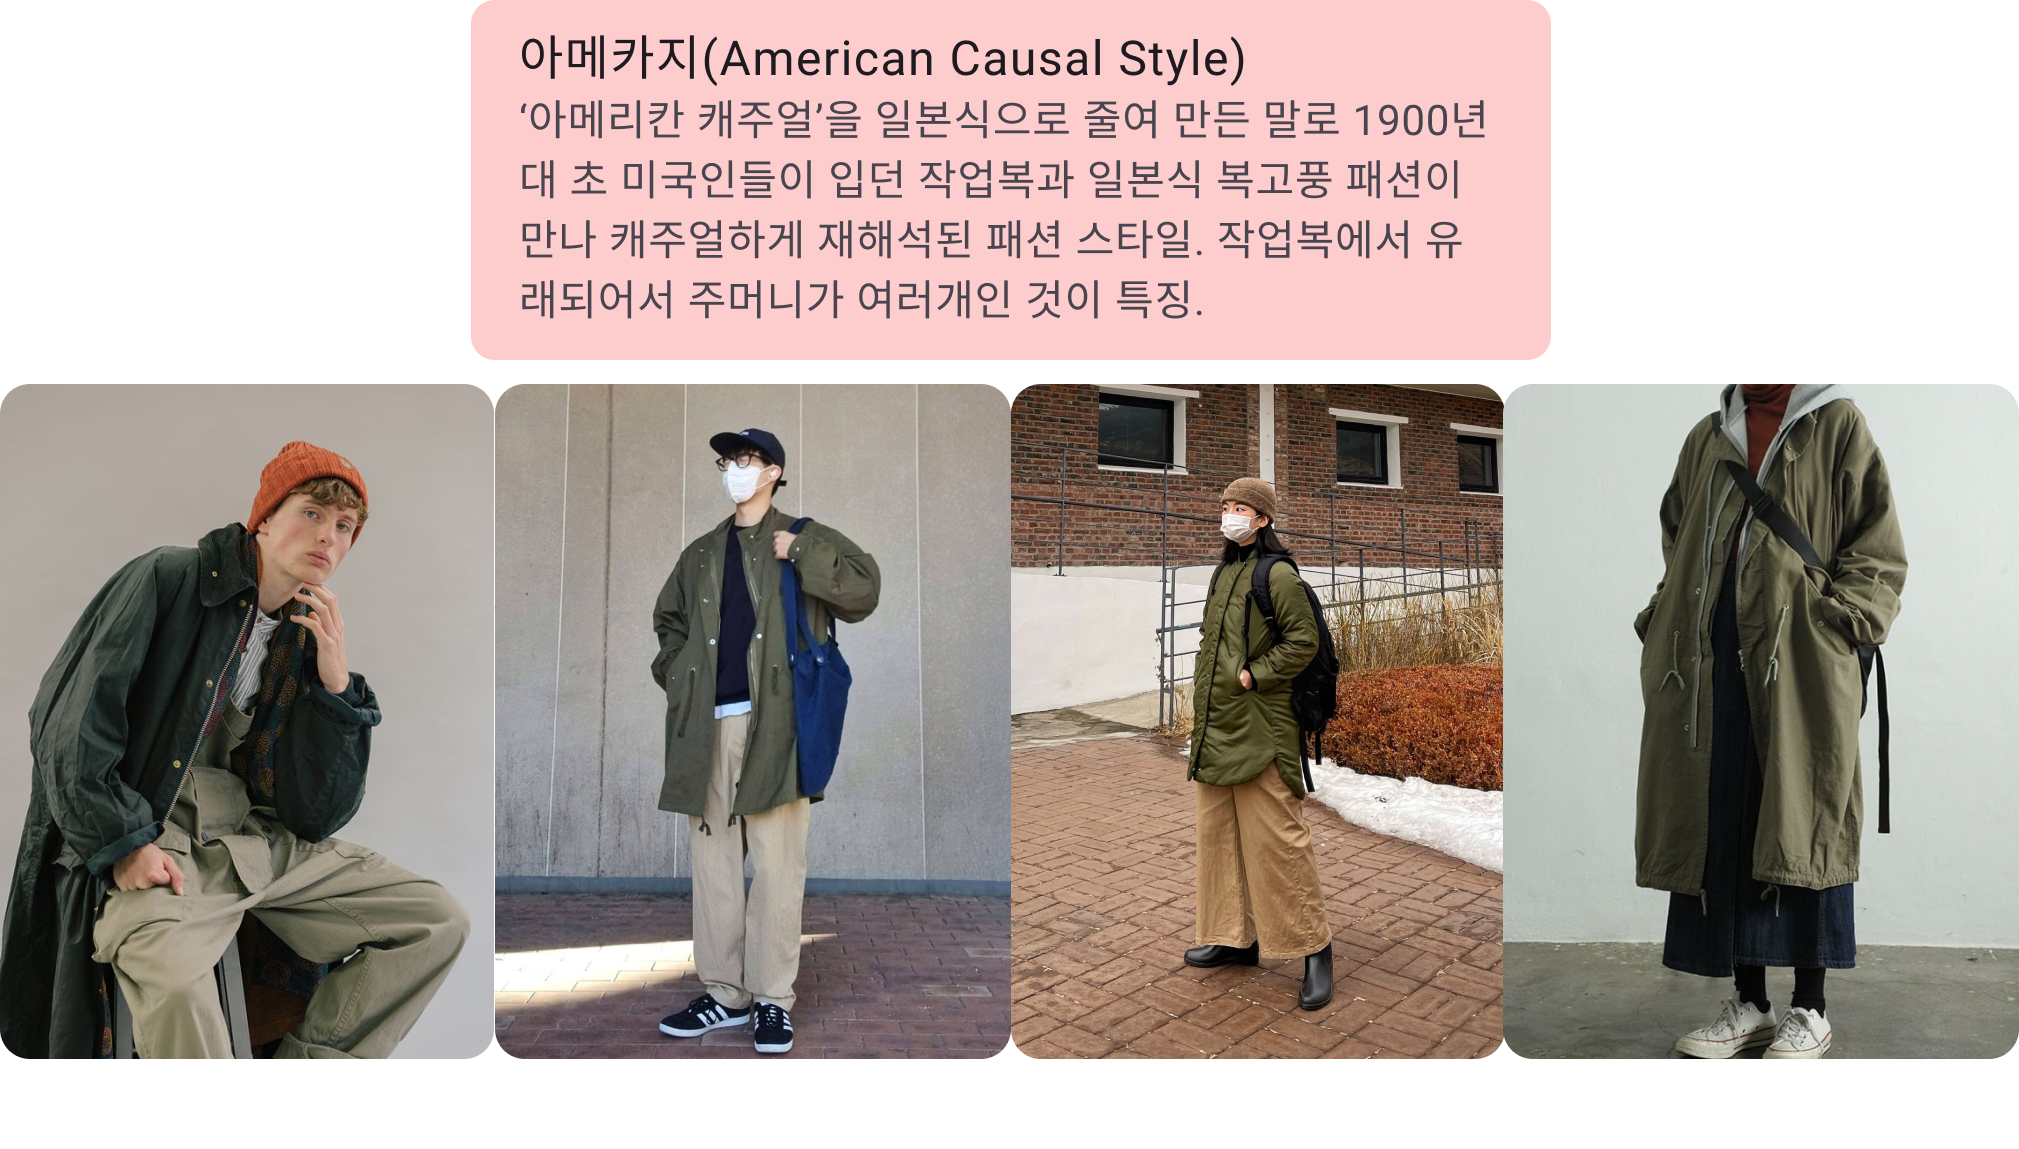 아메카지(American Causal Style)
‘아메리칸 캐주얼’을 일본식으로 줄여 만든 말로 1900년
대 초 미국인들이 입던 작업복과 일본식 복고풍 패션이
만나 캐주얼하게 재해석된 패션 스타일. 작업복에서 유
래되어서 주머니가 여러개인 것이 특징.